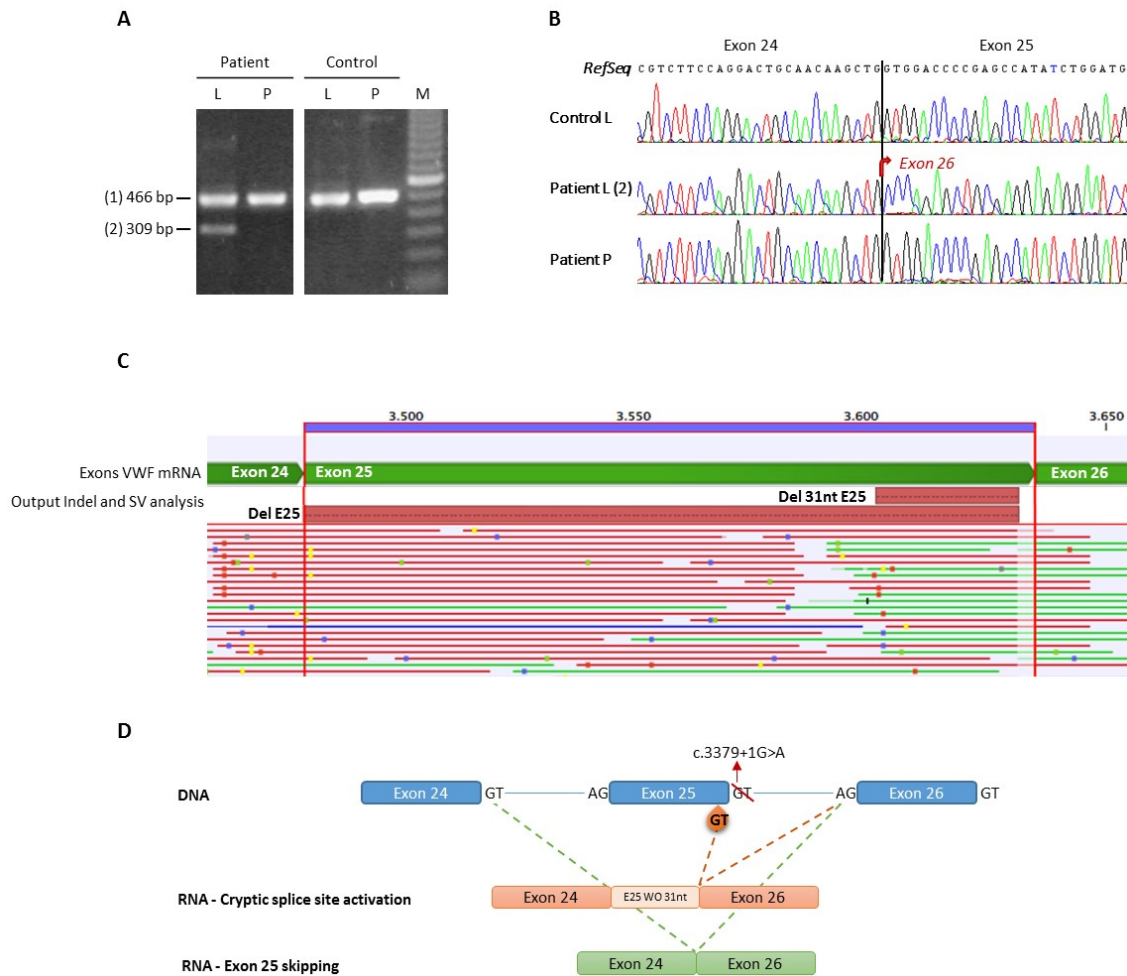 A
Patient Control
L P L P M
(1) 466 bp
(2) 309 bp
B
Exon 24 Exon 25
RefSeq CGTCTTCCAGGACTGCAACAAGCTGGTGGACCCCGAGCCATATCTGGATG
Control L
Exon 26
Patient L (2)
Patient P
C
3.500 3.550 3.600 3.650
Exons VWF mRNA Exon 24 Exon 25 Exon 26
Output Indel and SV analysis Del 31nt E25
Del E25
D
c.3379+1G>A
DNA Exon 24 GT AG Exon 25 GT AG Exon 26 GT
GT
RNA - Cryptic splice site activation Exon 24 E25 WO 31nt Exon 26
RNA - Exon 25 skipping Exon 24 Exon 26